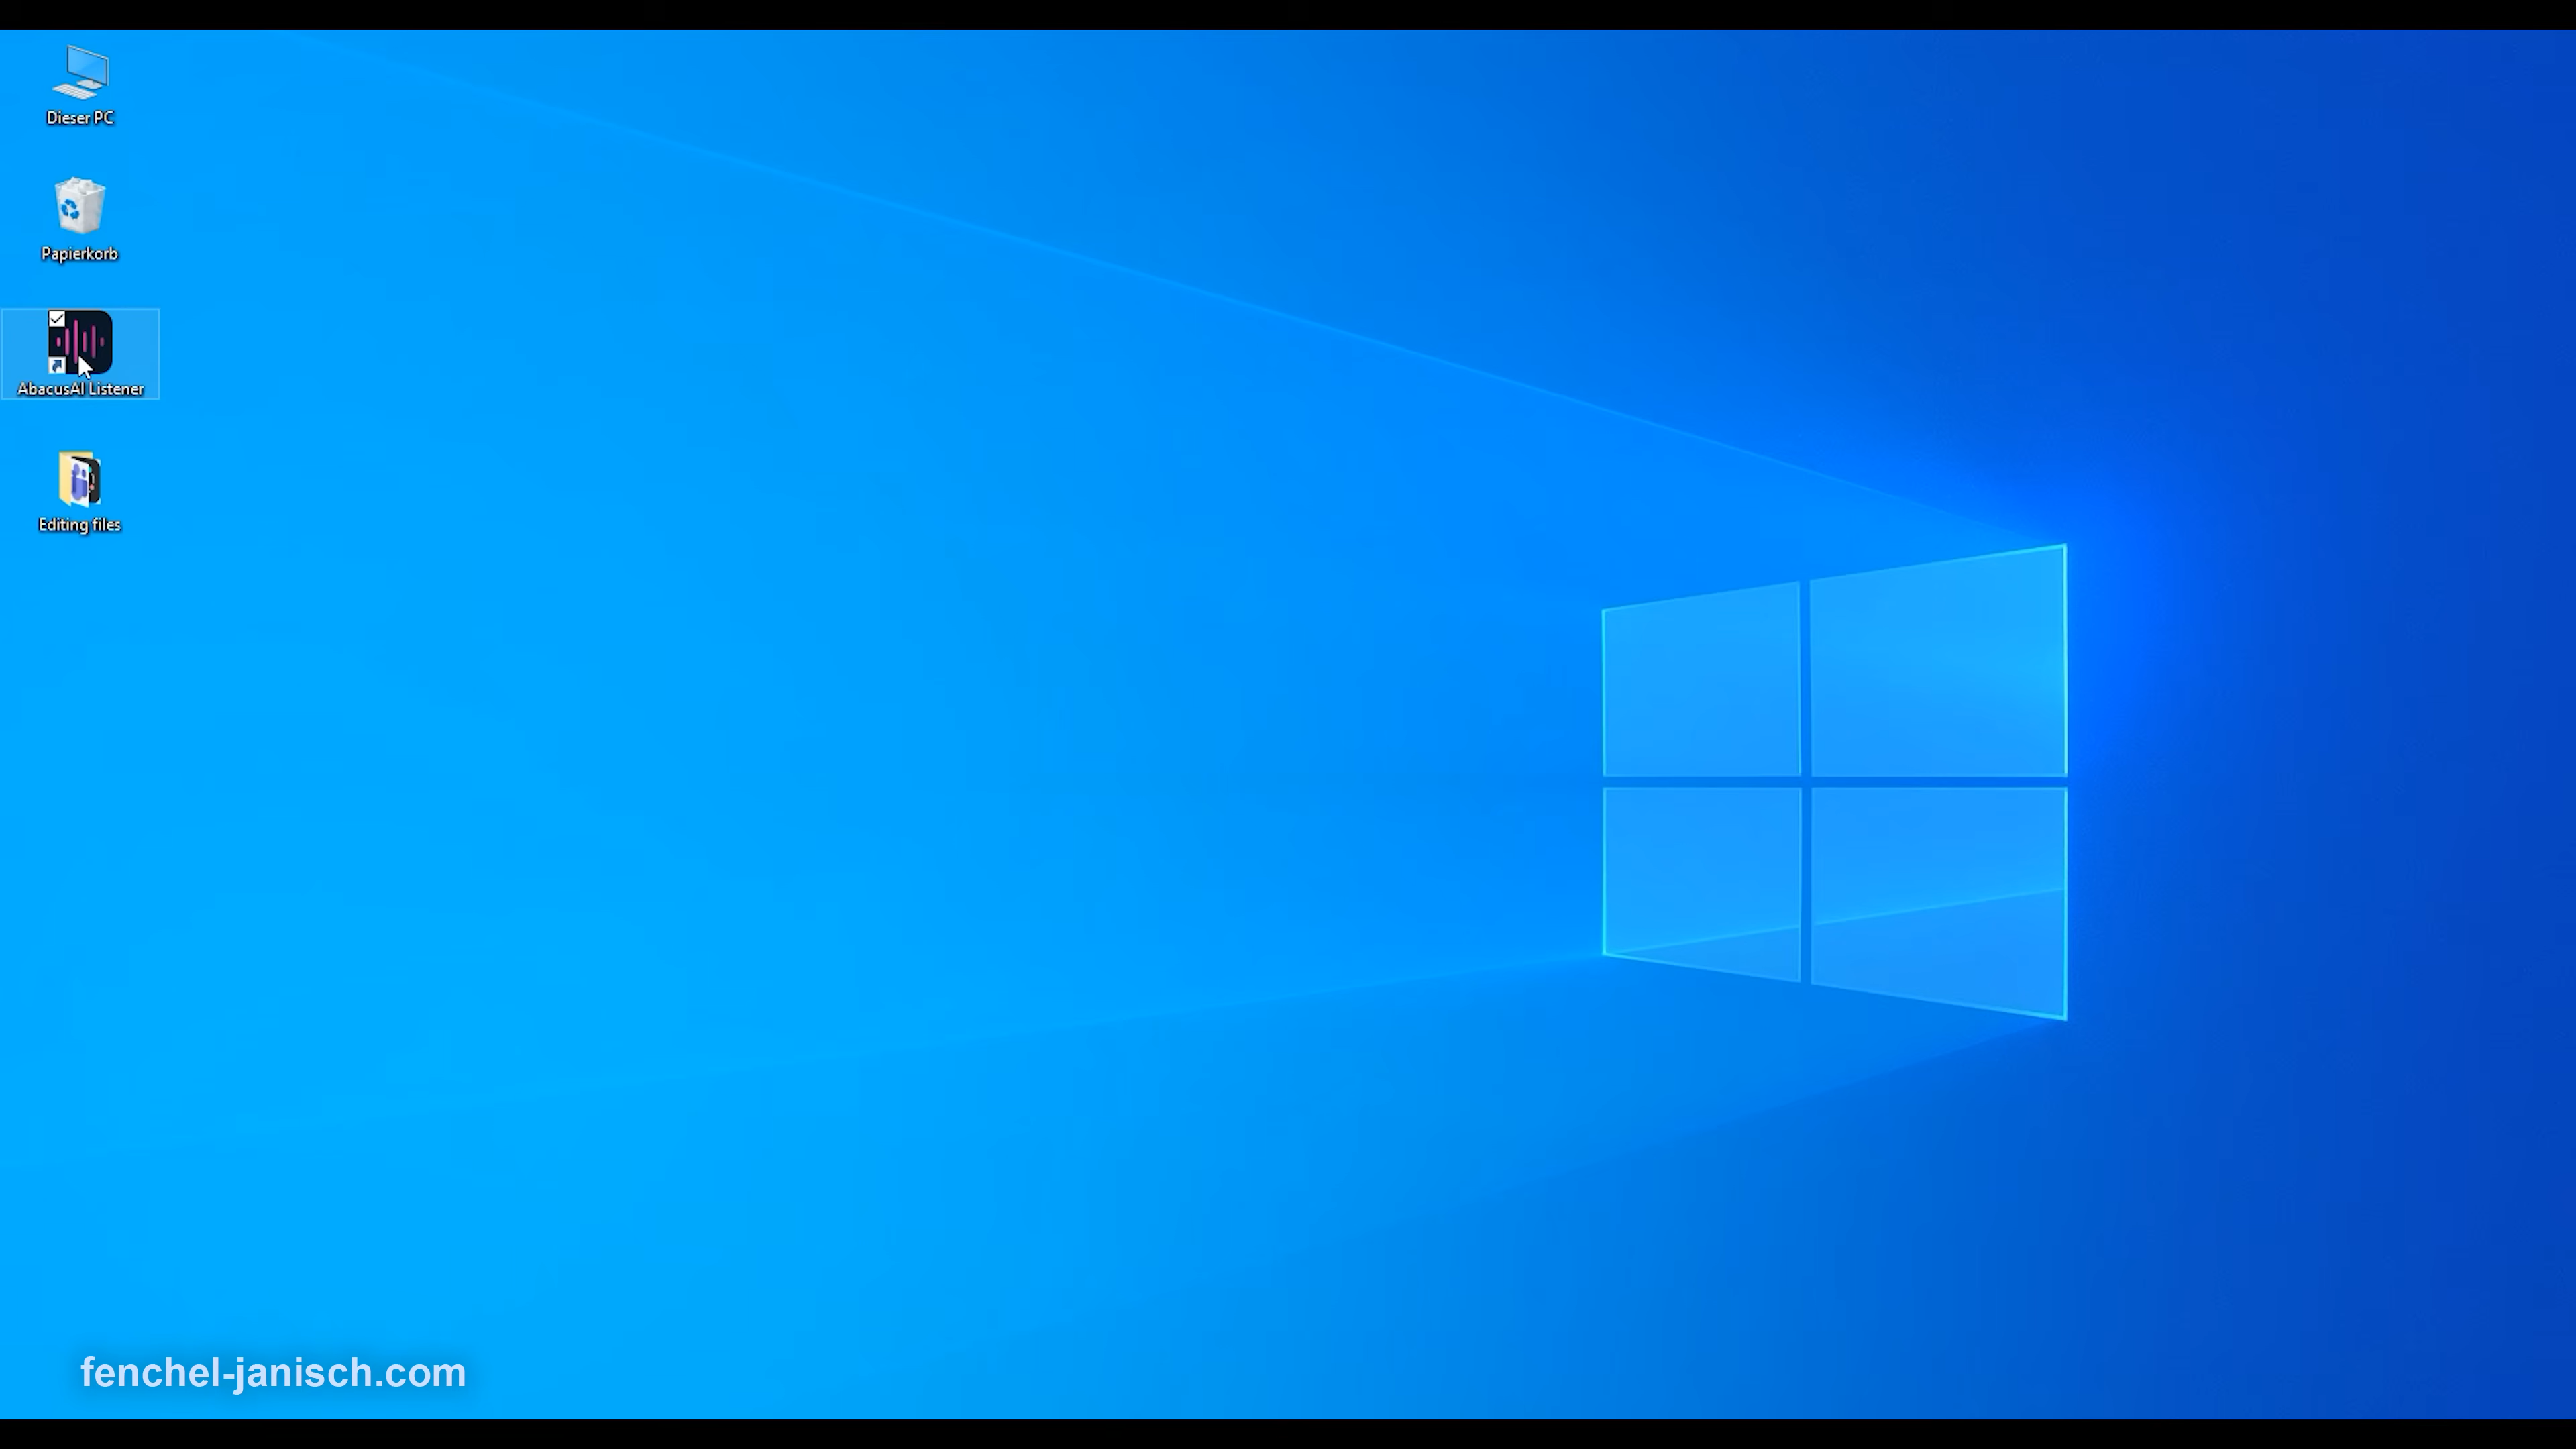 Dieser PC
Papierkorb
AbacusAI Listener
Editing files
fenchel-janisch.com